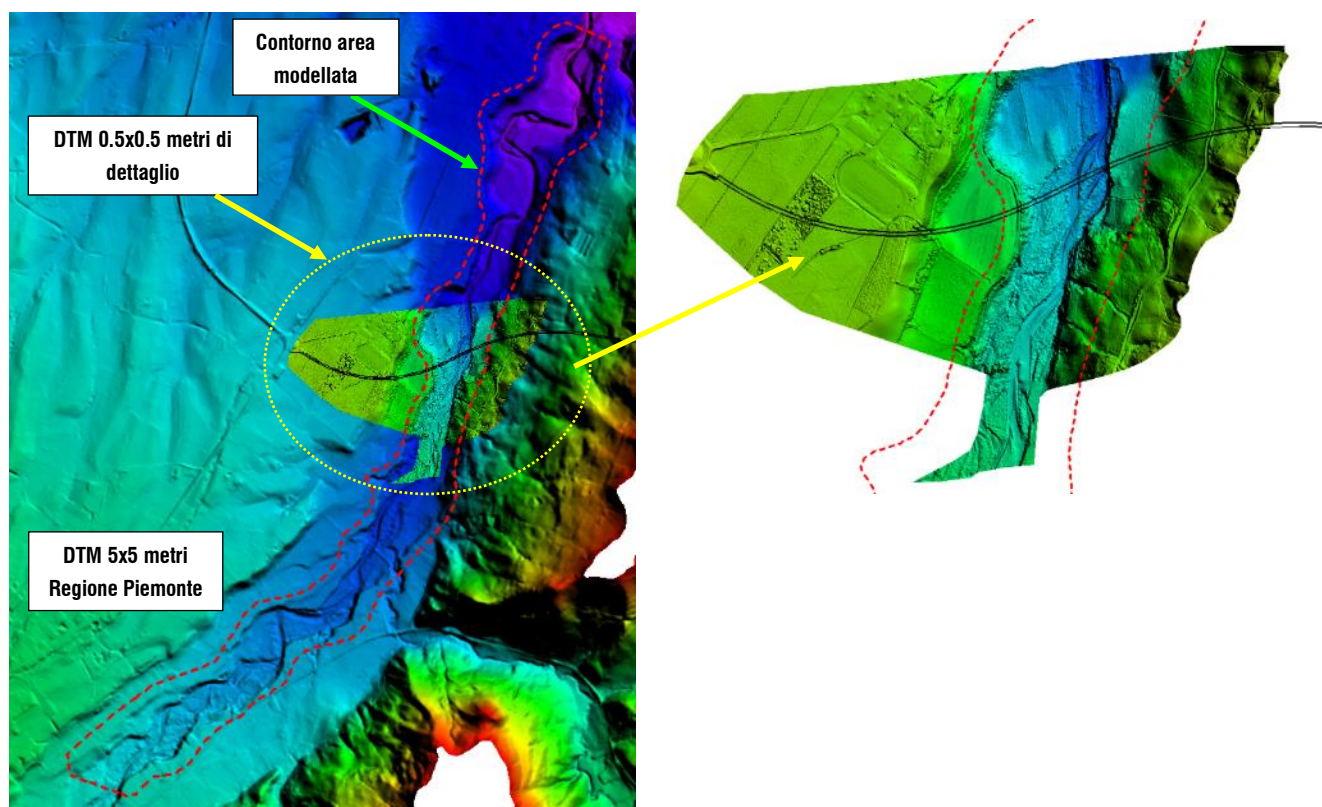 Contorno area
modellata
DTM 0.5x0.5 metri di
dettaglio
DTM 5x5 metri
Regione Piemonte